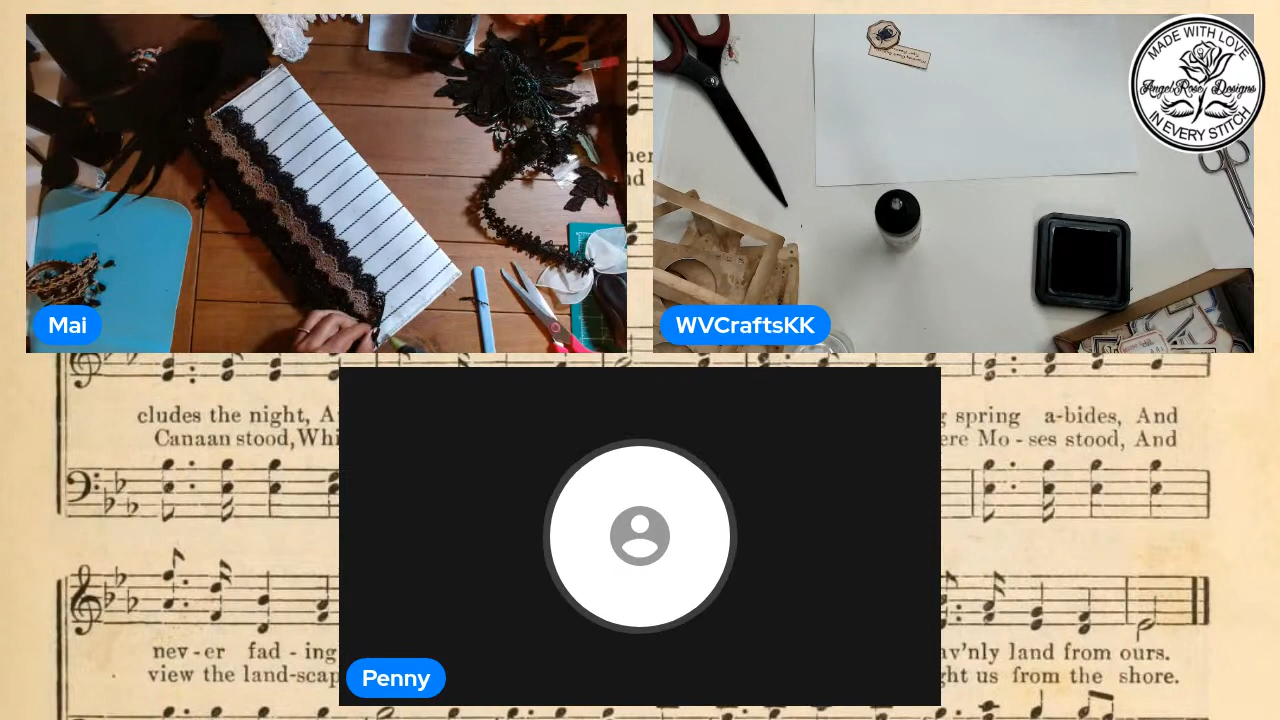 MADE WITH LOVE
AngelRose Designs
IN EVERY STITCH
Mai
WVCraftsKK
cludes the night, A
spring a-bides, And
Canaan stood, Whi
ere Mo - ses stood, And
nev - er fad - ing
av'nly land from ours.
view the land-scap
ght us from the shore.
Penny